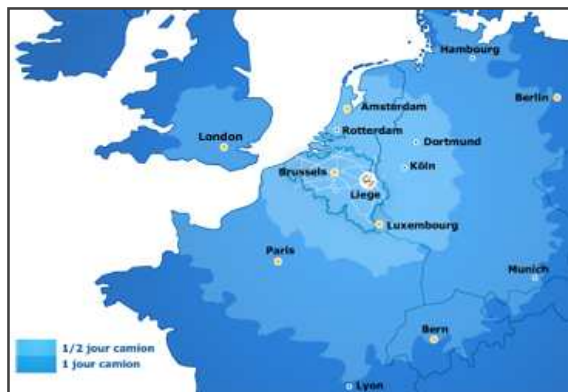 Hambourg
Berlin
Amsterdam
Rotterdam
London
Dortmund
Köln
Brussels
Liege
Luxembourg
Paris
Munich
Bern
1/2 jour camion
1 jour camion
Lyon